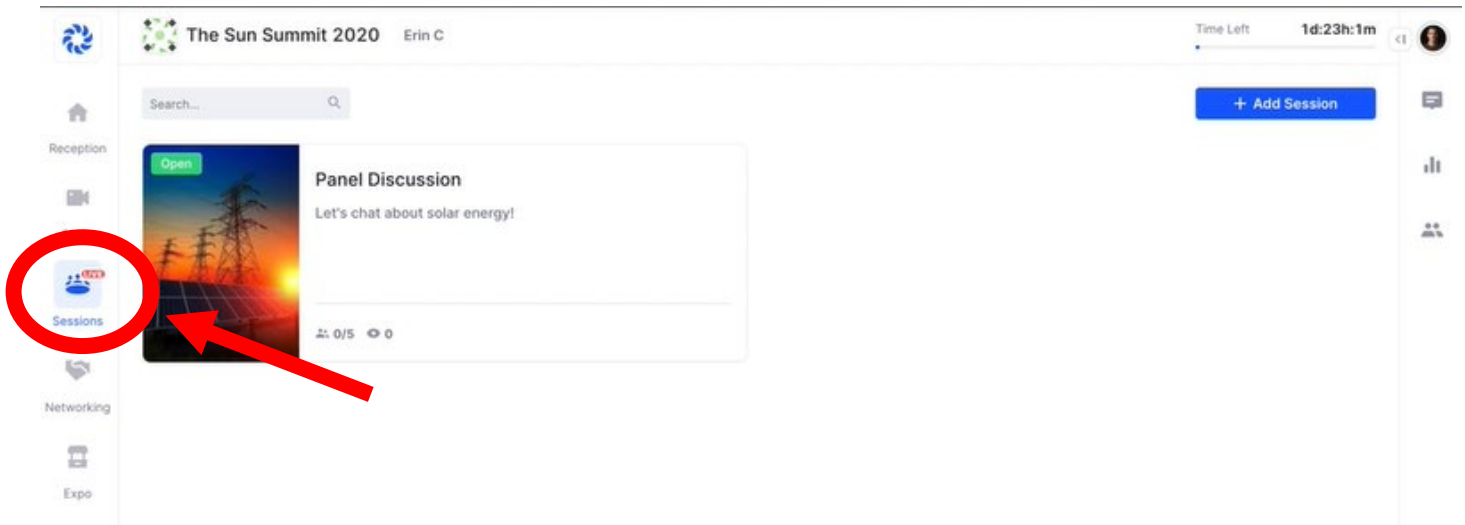 The Sun Summit 2020 Erin C
Time Left 1d:23h:1m
Search...
+ Add Session
Reception
Open
Panel Discussion
Let's chat about solar energy!
LIVE
Sessions
0/5 0
Networking
Expo